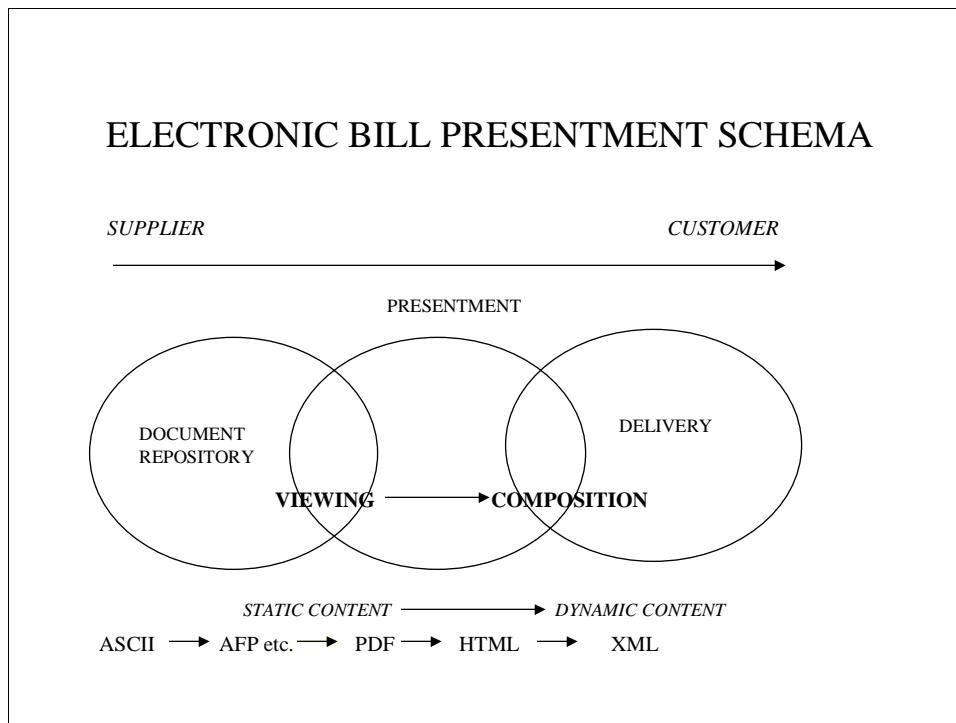 ELECTRONIC BILL PRESENTMENT SCHEMA
SUPPLIER CUSTOMER
PRESENTMENT
DOCUMENT
REPOSITORY
DELIVERY
VIEWING COMPOSITION
STATIC CONTENT DYNAMIC CONTENT
ASCII AFP etc. PDF HTML XML